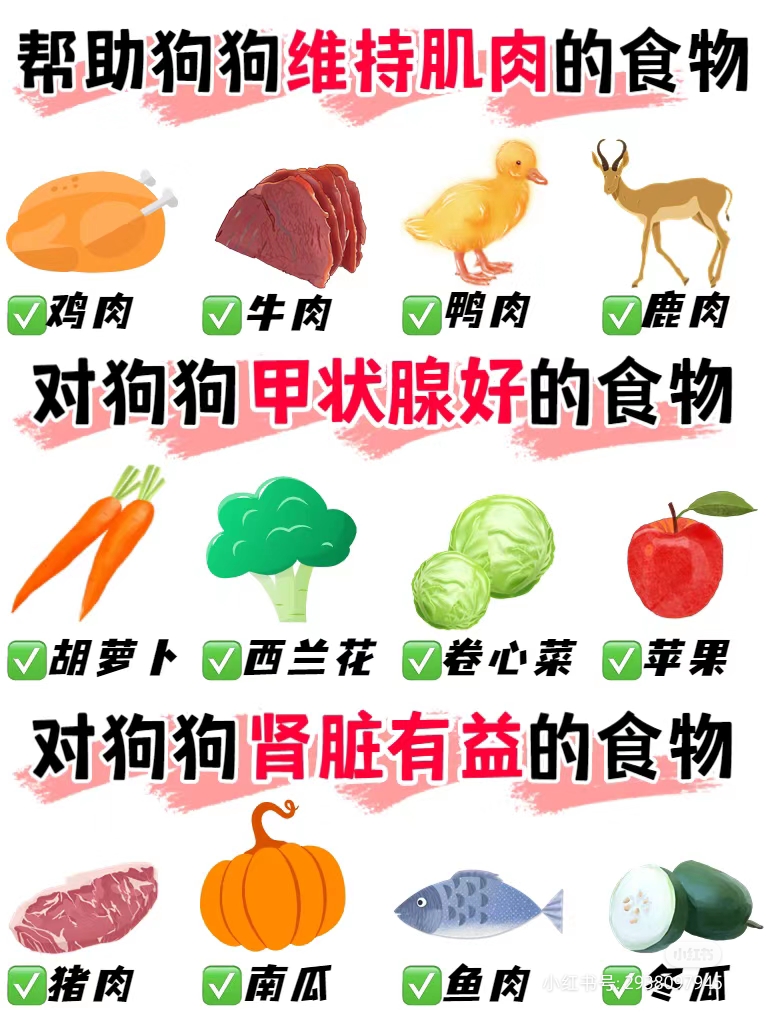 帮助狗狗维持肌肉的食物
✅鸡肉 ✅牛肉 ✅鸭肉 ✅鹿肉
对狗狗甲状腺好的食物
✅胡萝卜 ✅西兰花 ✅卷心菜 ✅苹果
对狗狗肾脏有益的食物
小红书
✅猪肉 ✅南瓜 ✅鱼肉 ✅冬瓜
小红书号: 2938097945